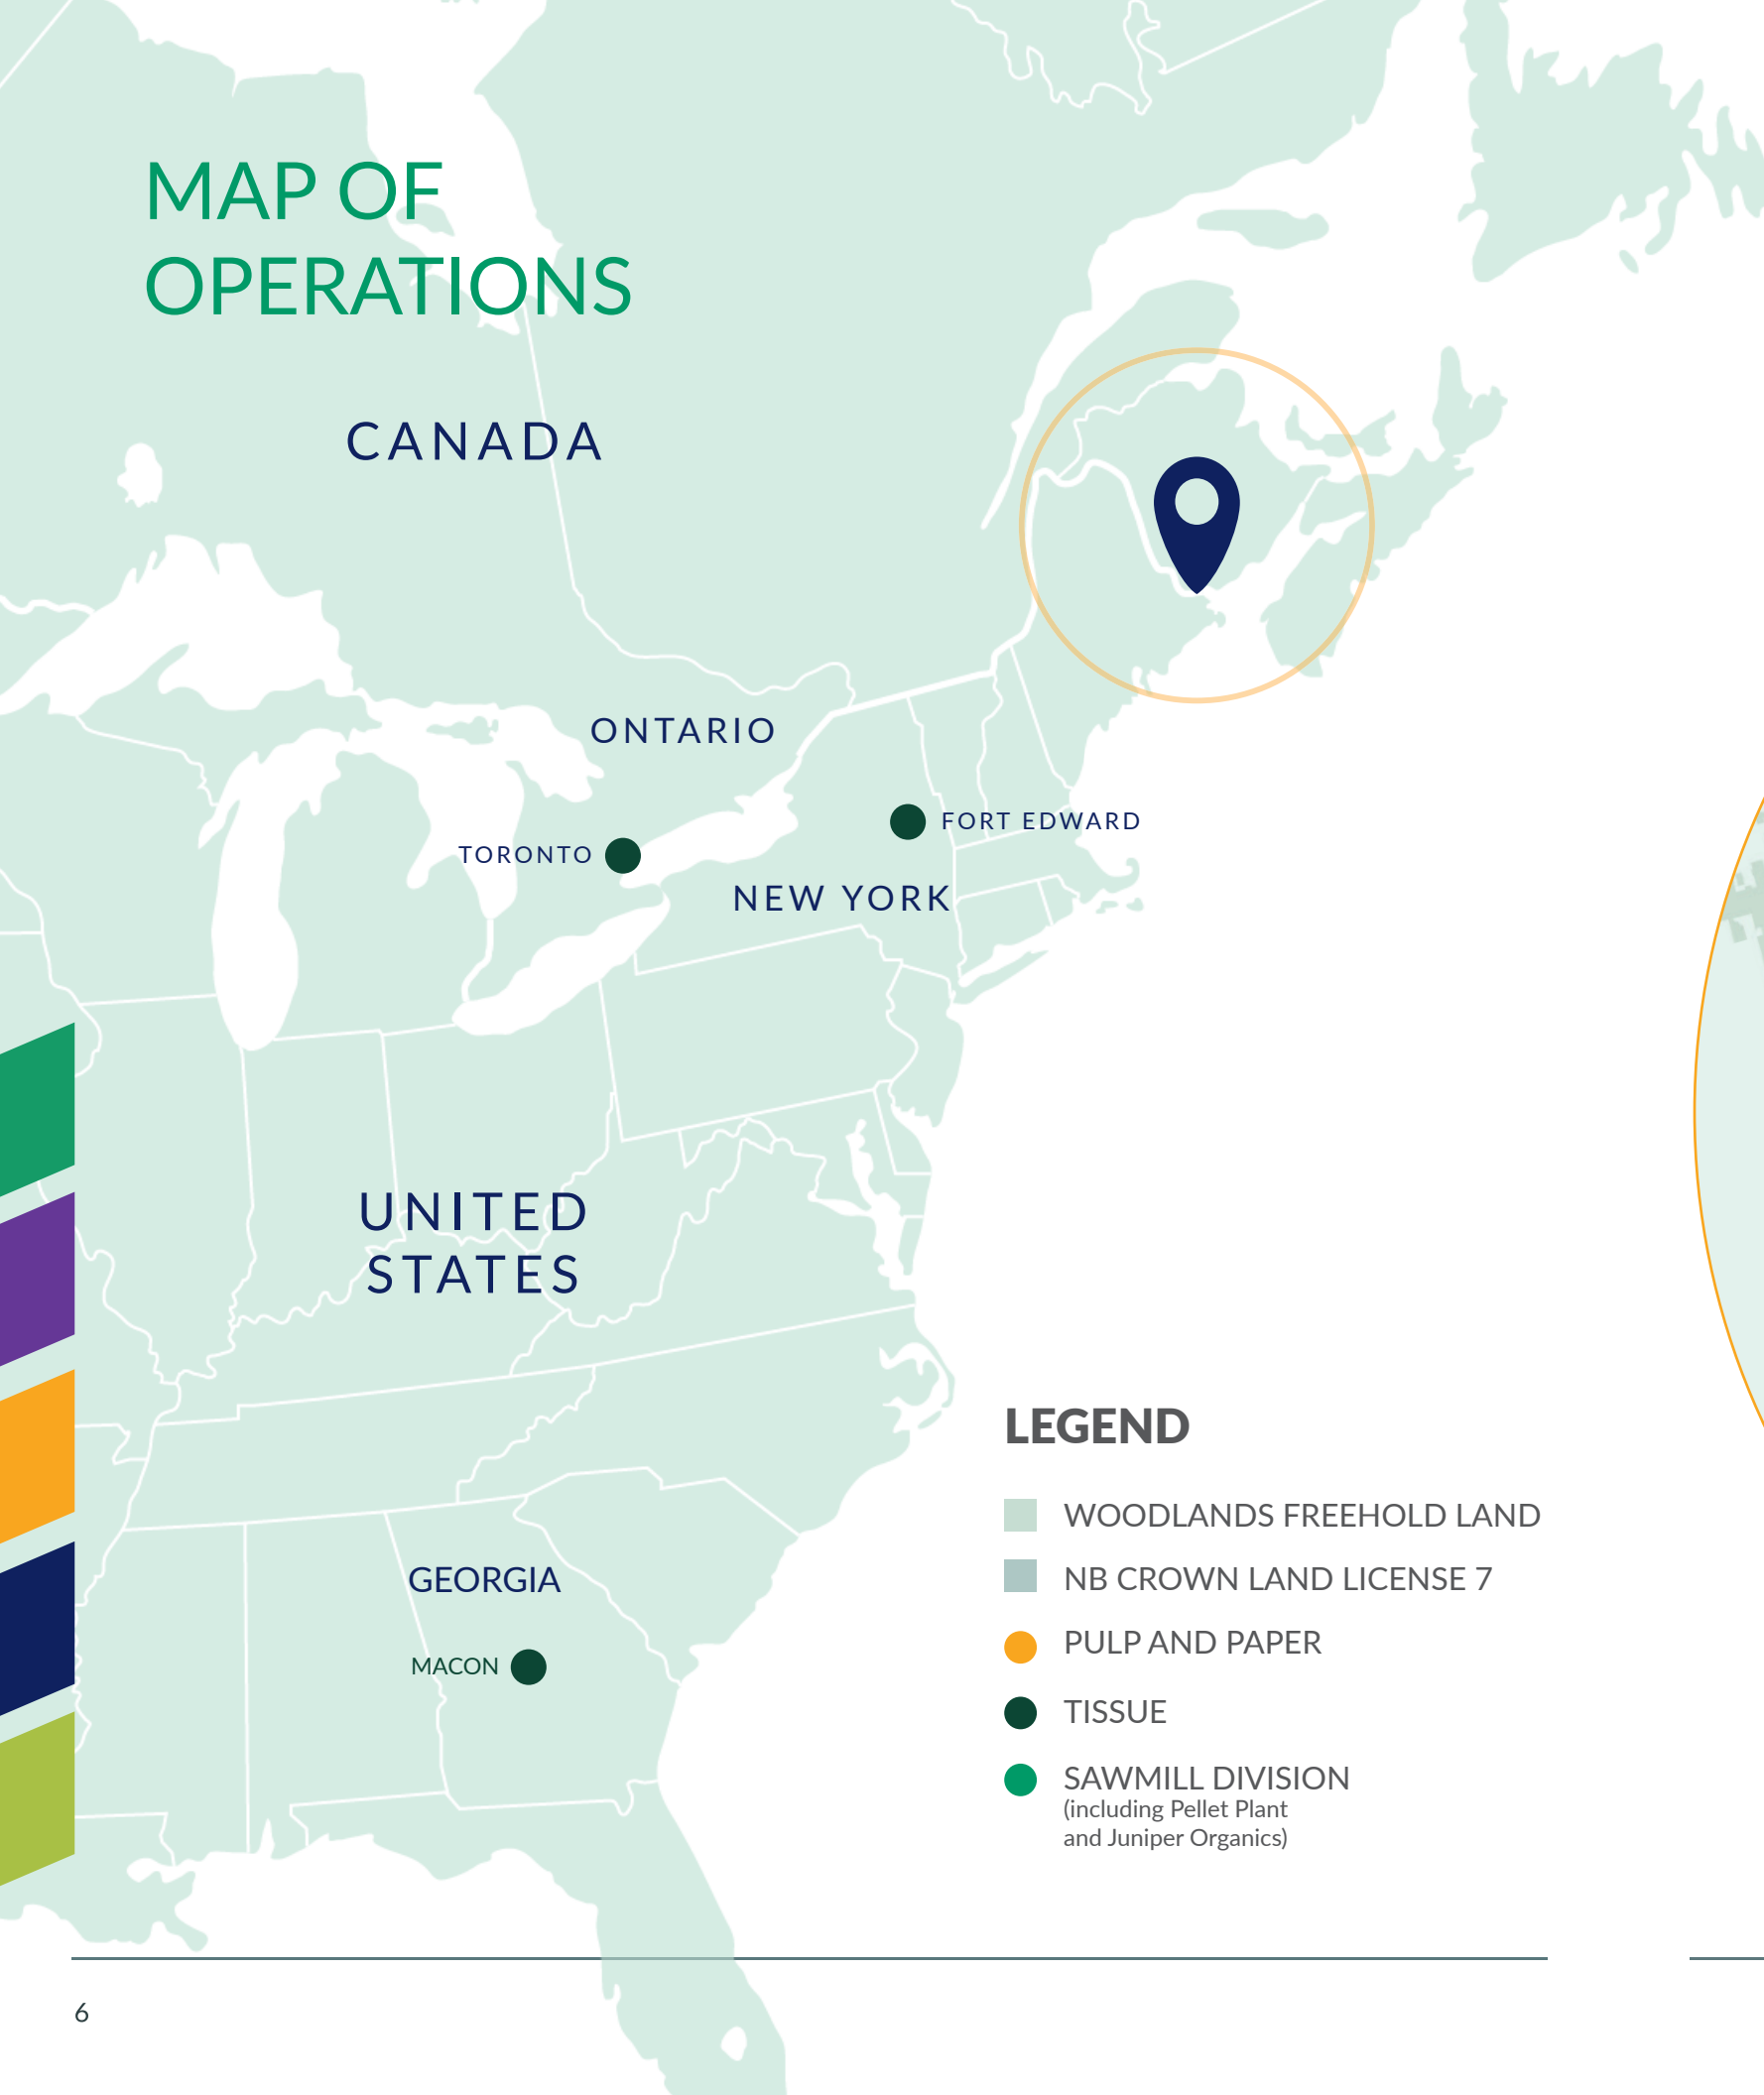 MAP OF
OPERATIONS
CANADA
ONTARIO
FORT EDWARD
TORONTO
NEW YORK
UNITED
STATES
GEORGIA
MACON
LEGEND
WOODLANDS FREEHOLD LAND
NB CROWN LAND LICENSE 7
PULP AND PAPER
TISSUE
SAWMILL DIVISION
(including Pellet Plant
and Juniper Organics)
6